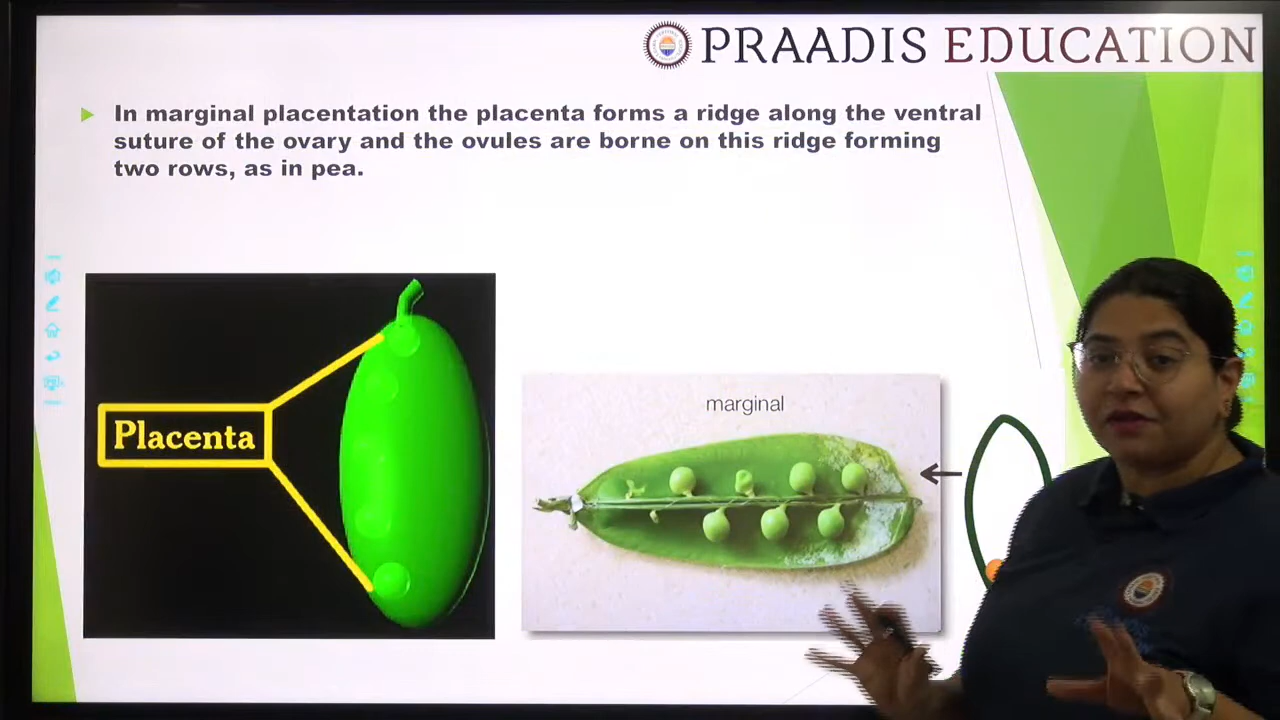 PRAADIS EDUCATION
In marginal placentation the placenta forms a ridge along the ventral
suture of the ovary and the ovules are borne on this ridge forming
two rows, as in pea.
Placenta
marginal